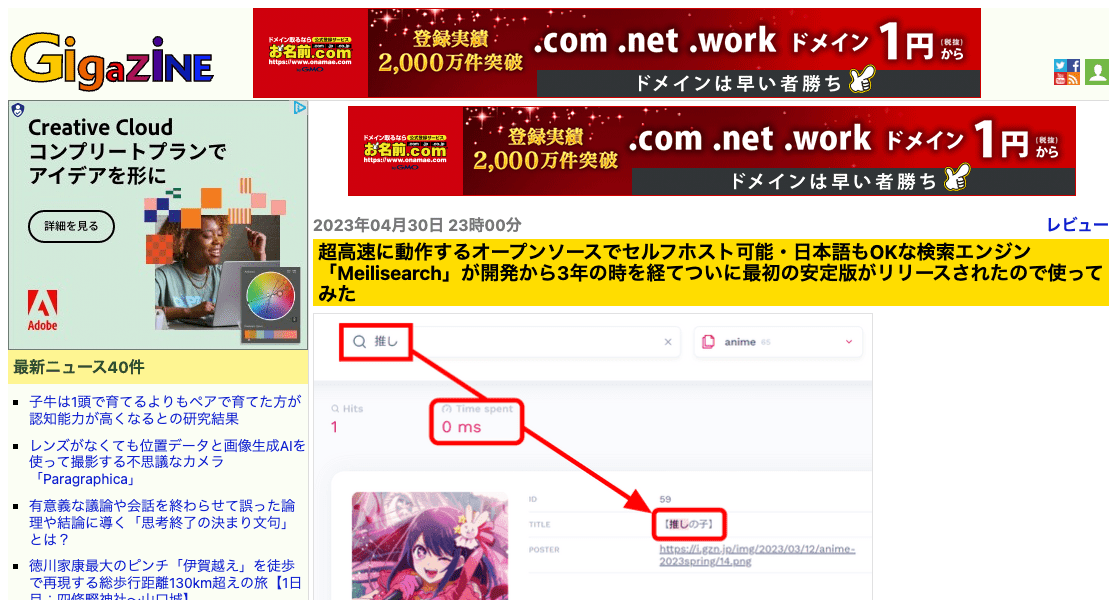 GIGAZINE
ドメイン取るなら 公式登録サービス
お名前.com
https://www.onamae.com
登録実績
2,000万件突破
.com .net .work ドメイン 1円 (税抜) から
ドメインは早い者勝ち
Creative Cloud
コンプリートプランで
アイデアを形に
詳細を見る
Adobe
ドメイン取るなら 公式登録サービス
お名前.com
https://www.onamae.com
登録実績
2,000万件突破
.com .net .work ドメイン 1円 (税抜) から
ドメインは早い者勝ち
2023年04月30日 23時00分
レビュー
超高速に動作するオープンソースでセルフホスト可能・日本語もOKな検索エンジン
「Meilisearch」が開発から3年の時を経てついに最初の安定版がリリースされたので使って
みた
推し
anime 65
Hits
1
Time spent
0 ms
ID 59
TITLE 【推しの子】
POSTER https://i.gzn.jp/img/2023/03/12/anime-
2023spring/14.png
最新ニュース40件
子牛は1頭で育てるよりもペアで育てた方が
認知能力が高くなるとの研究結果
レンズがなくても位置データと画像生成AIを
使って撮影する不思議なカメラ
「Paragraphica」
有意義な議論や会話を終わらせて誤った論
理や結論に導く「思考終了の決まり文句」
とは？
徳川家康最大のピンチ「伊賀越え」を徒歩
で再現する総歩行距離130km超えの旅【1日